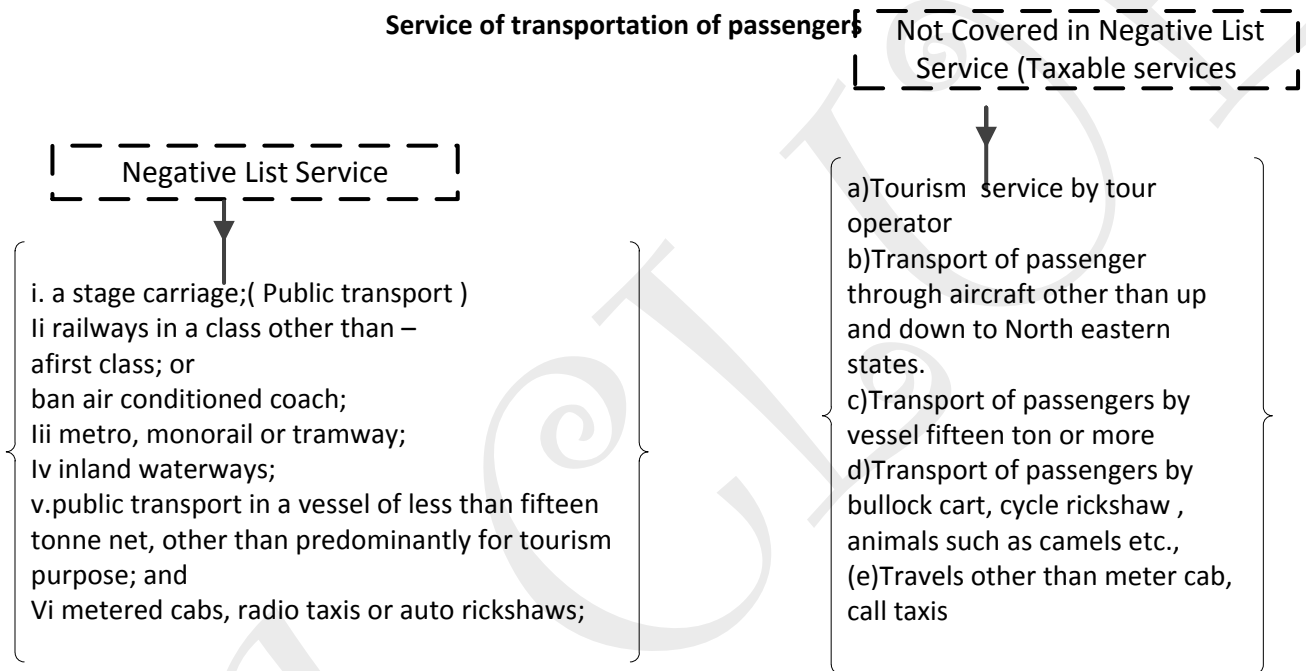 Service of transportation of passengers
Not Covered in Negative List
Service (Taxable services
Negative List Service
i. a stage carriage;( Public transport )
Ii railways in a class other than –
afirst class; or
ban air conditioned coach;
Iii metro, monorail or tramway;
Iv inland waterways;
v.public transport in a vessel of less than fifteen
tonne net, other than predominantly for tourism
purpose; and
Vi metered cabs, radio taxis or auto rickshaws;
a)Tourism service by tour
operator
b)Transport of passenger
through aircraft other than up
and down to North eastern
states.
c)Transport of passengers by
vessel fifteen ton or more
d)Transport of passengers by
bullock cart, cycle rickshaw ,
animals such as camels etc.,
(e)Travels other than meter cab,
call taxis